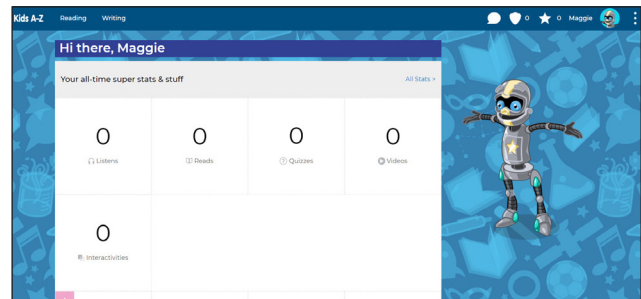 Kids A-Z Reading Writing 0 0 Maggie
Hi there, Maggie
Your all-time super stats & stuff All Stats >
0 0 0 0
Listens Reads Quizzes Videos
0
Interactivities